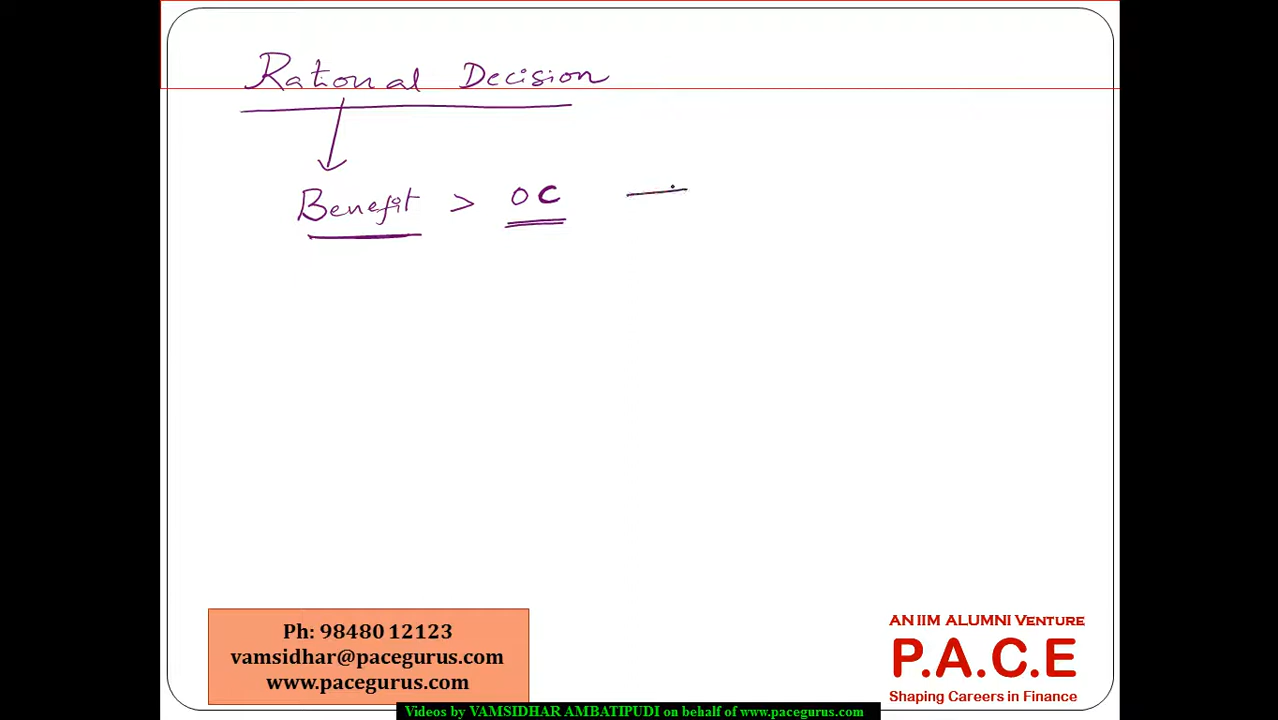 Rational Decision
Benefit > OC
Ph: 98480 12123
vamsidhar@pacegurus.com
www.pacegurus.com
AN IIM ALUMNI VENTURE
P.A.C.E
Shaping Careers in Finance
Videos by VAMSIDHAR AMBATIPUDI on behalf of www.pacegurus.com